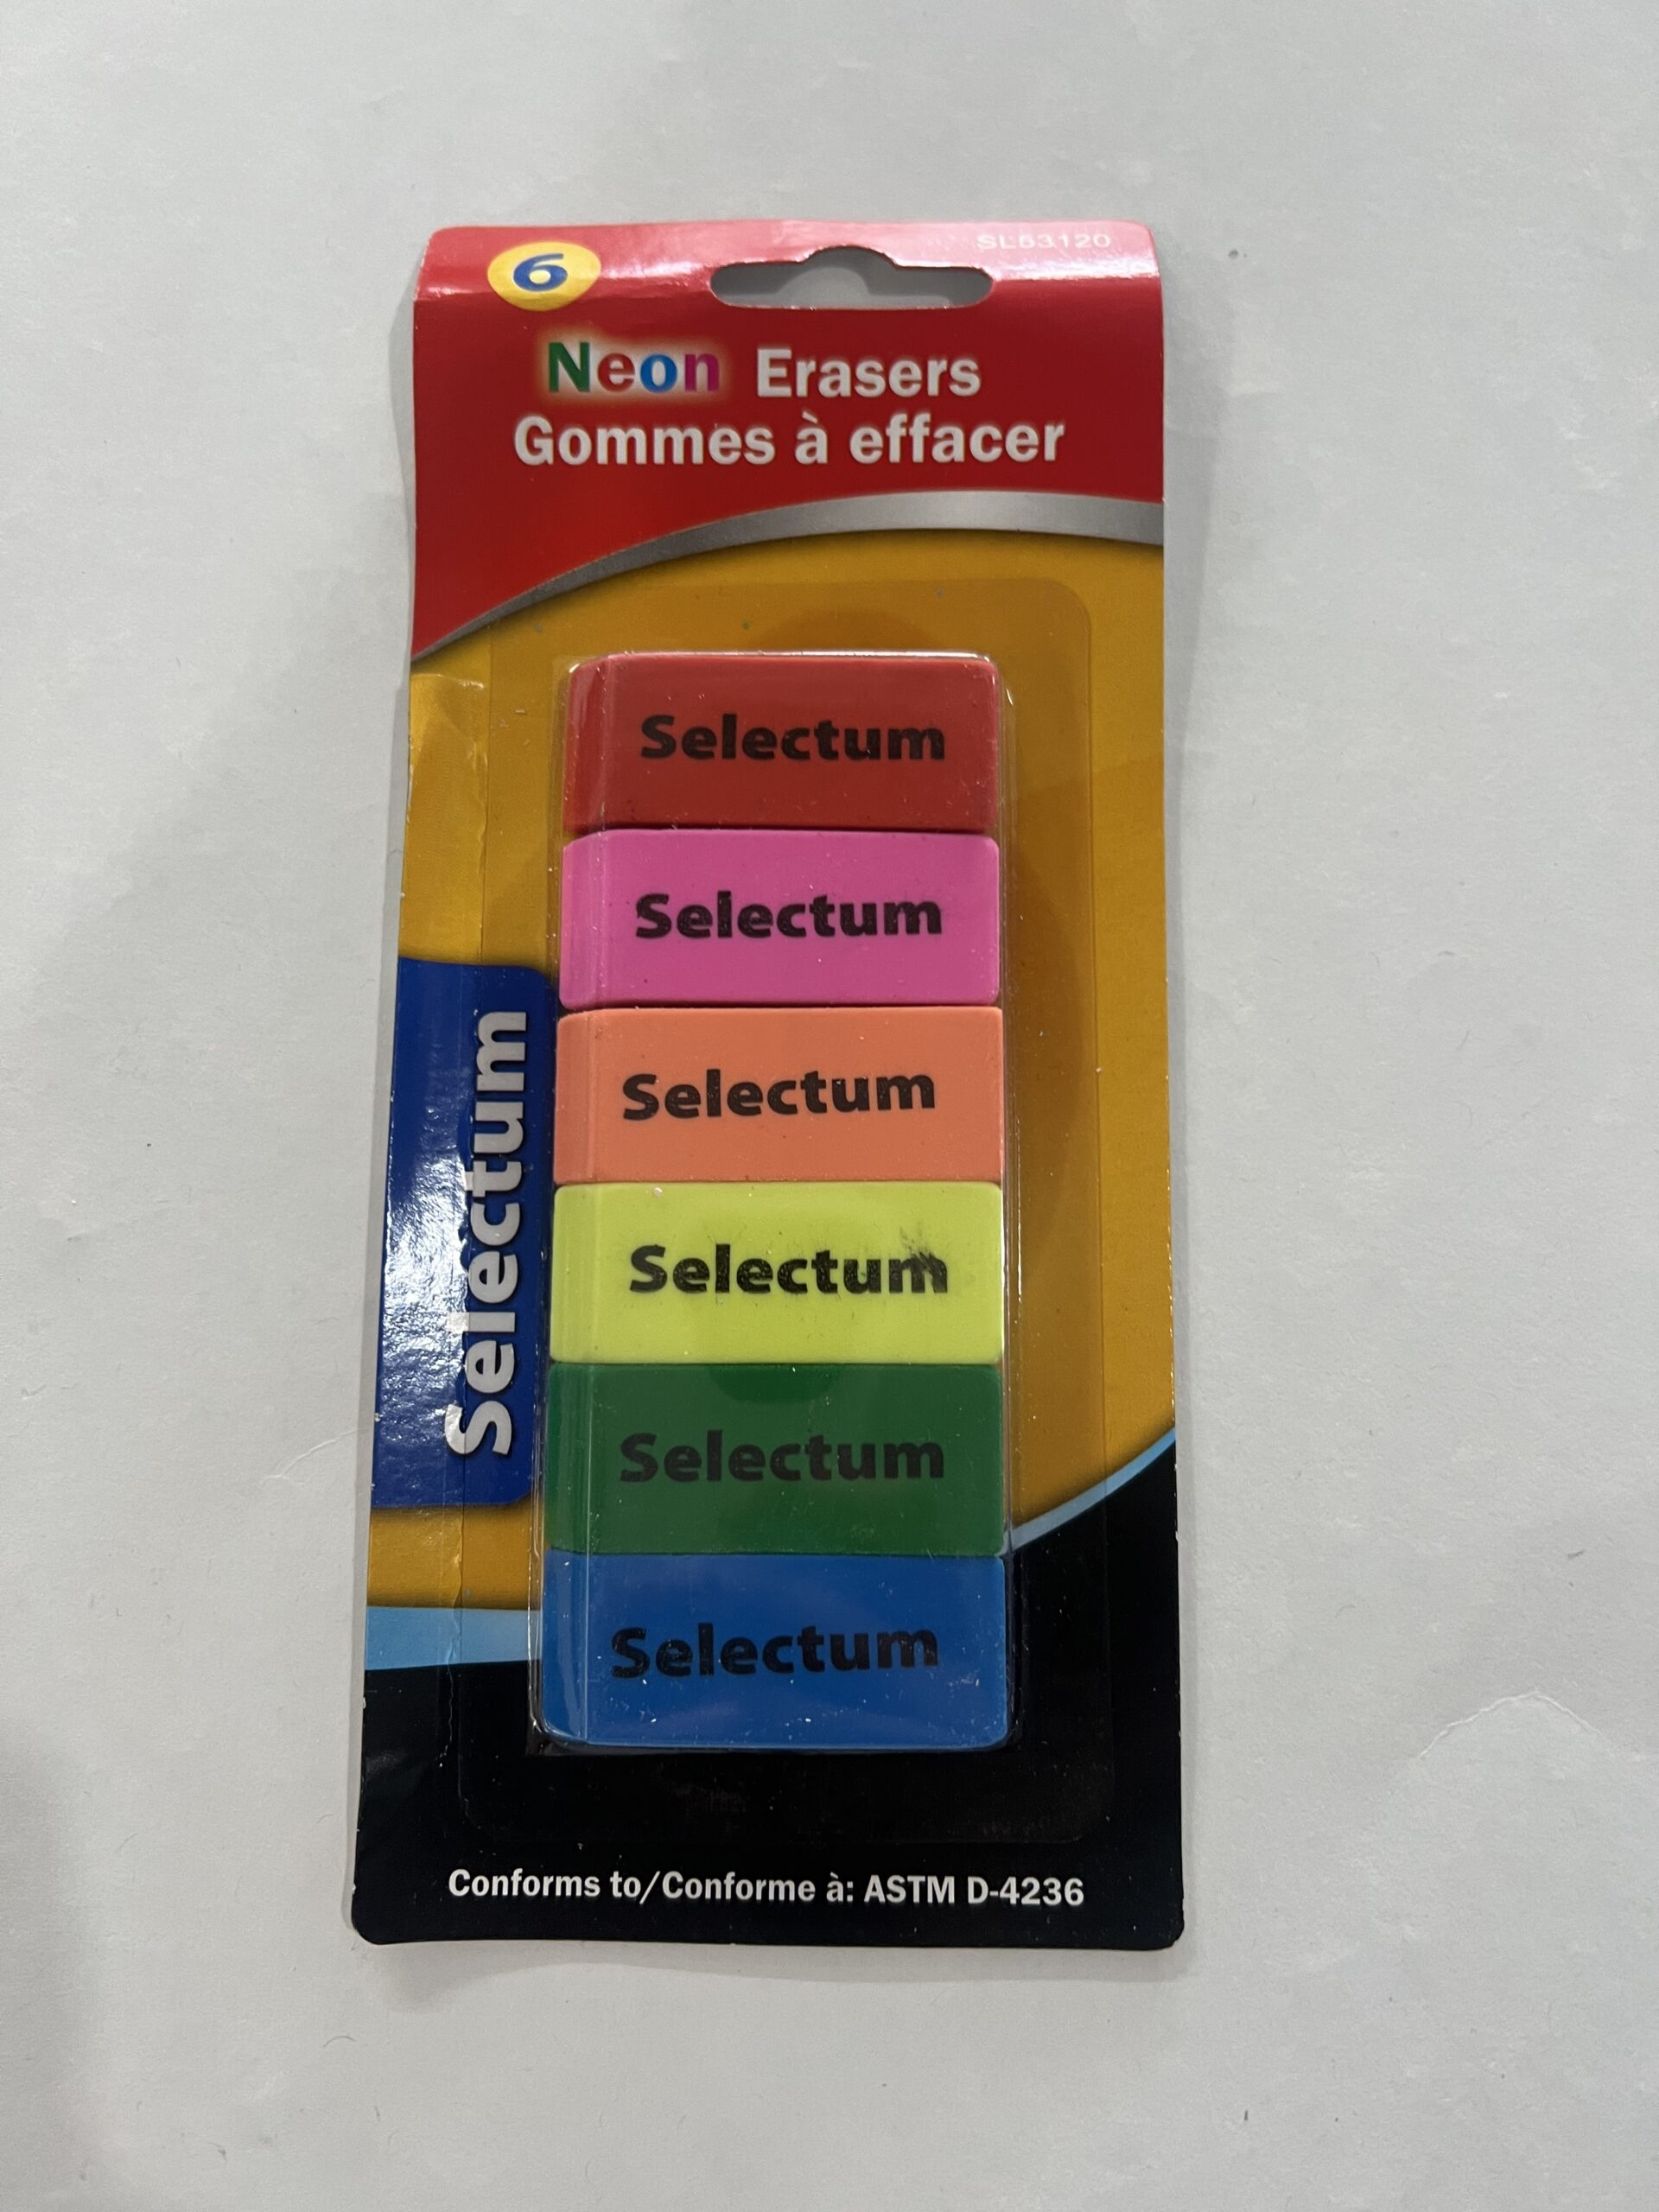 SL53120
6
Neon Erasers
Gommes à effacer
Selectum
Selectum
Selectum
Selectum
Selectum
Selectum
Selectum
Conforms to/Conforme à: ASTM D-4236